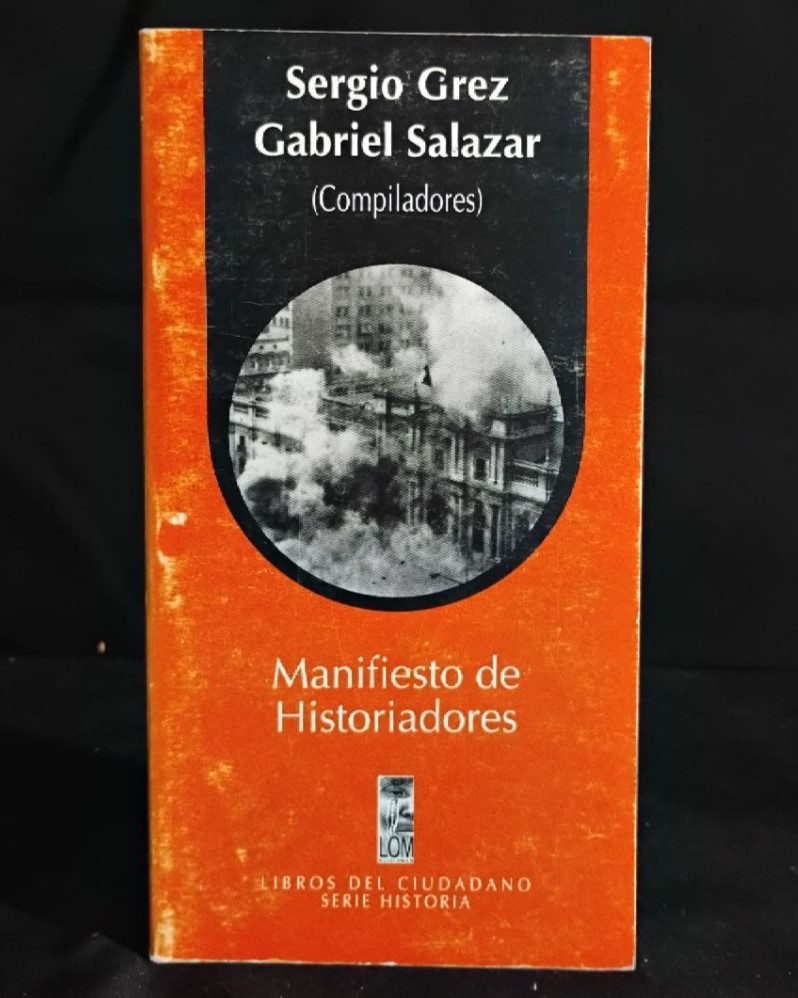 Sergio Grez
Gabriel Salazar
(Compiladores)
Manifiesto de
Historiadores
LOM
LIBROS DEL CIUDADANO
SERIE HISTORIA